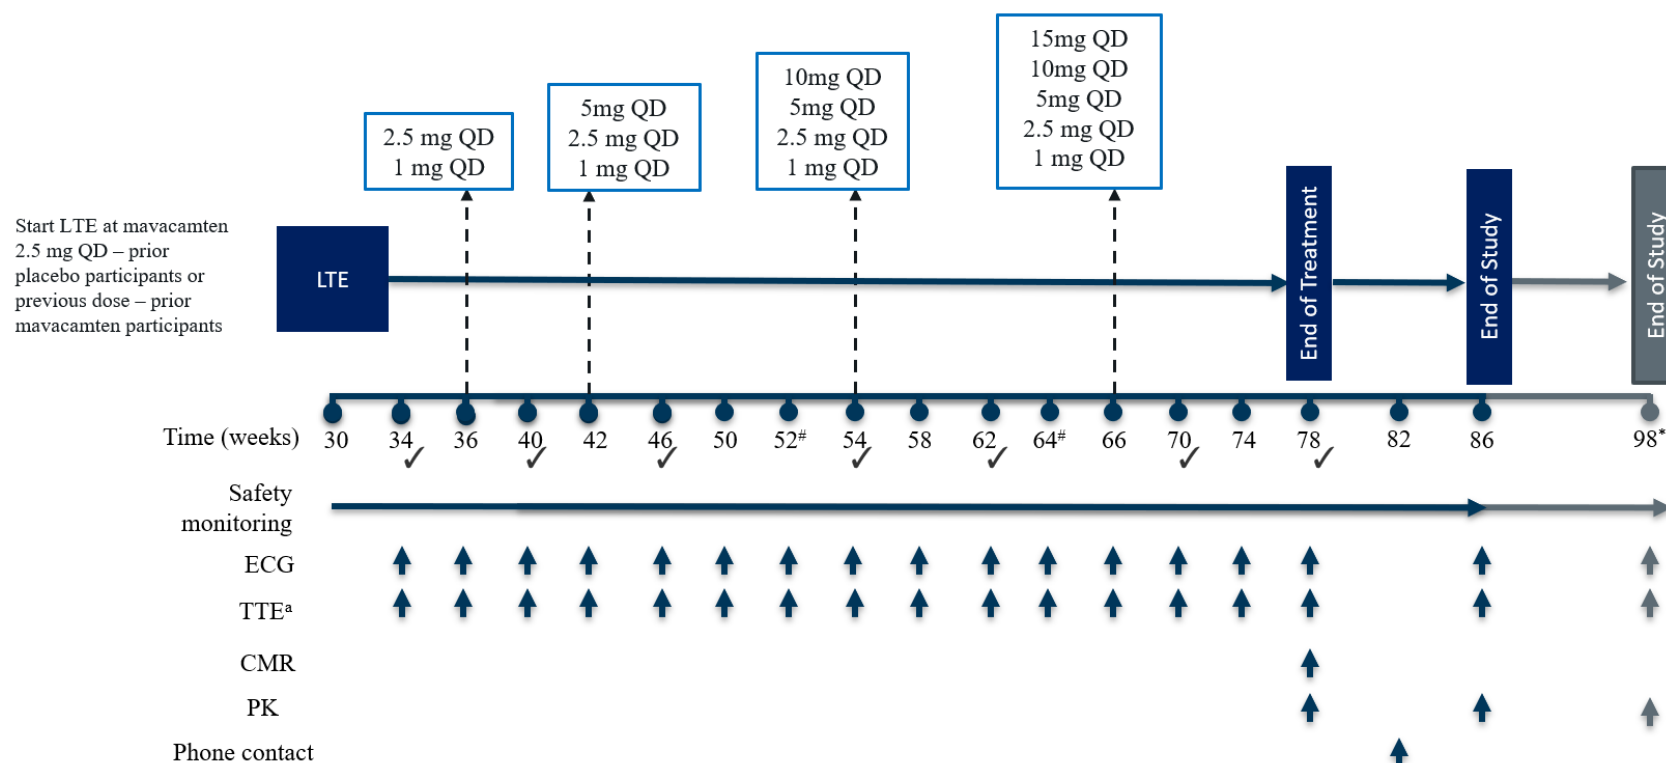 15mg QD
10mg QD
5mg QD
2.5 mg QD
1 mg QD
10mg QD
5mg QD
2.5 mg QD
1 mg QD
5mg QD
2.5 mg QD
1 mg QD
2.5 mg QD
1 mg QD
Start LTE at mavacamten
2.5 mg QD – prior
placebo participants or
previous dose – prior
mavacamten participants
LTE
End of Treatment
End of Study
End of Study
Time (weeks) 30 34 36 40 42 46 50 52# 54 58 62 64# 66 70 74 78 82 86 98*
✓ ✓ ✓ ✓ ✓ ✓ ✓
Safety
monitoring
ECG
TTEᵃ
CMR
PK
Phone contact